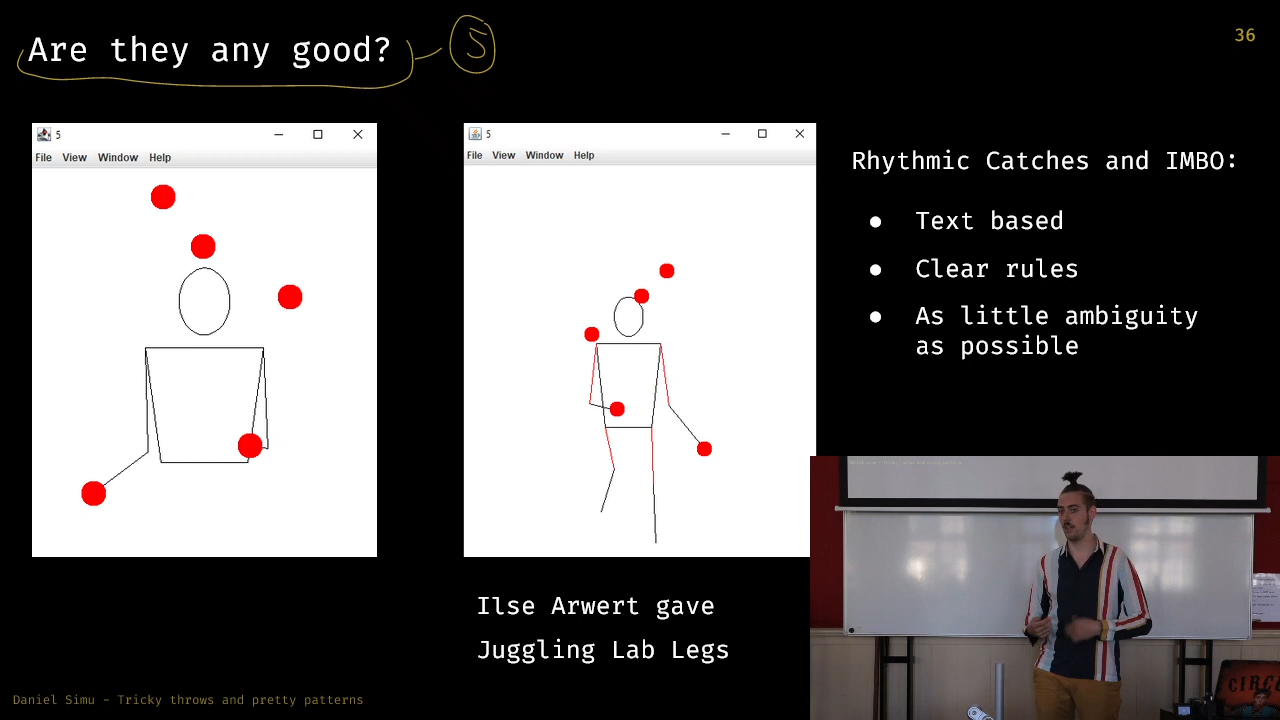 Are they any good?
5
36
5
File View Window Help
5
File View Window Help
Rhythmic Catches and IMBO:
● Text based
● Clear rules
● As little ambiguity
as possible
Ilse Arwert gave
Juggling Lab Legs
Daniel Simu - Tricky throws and pretty patterns